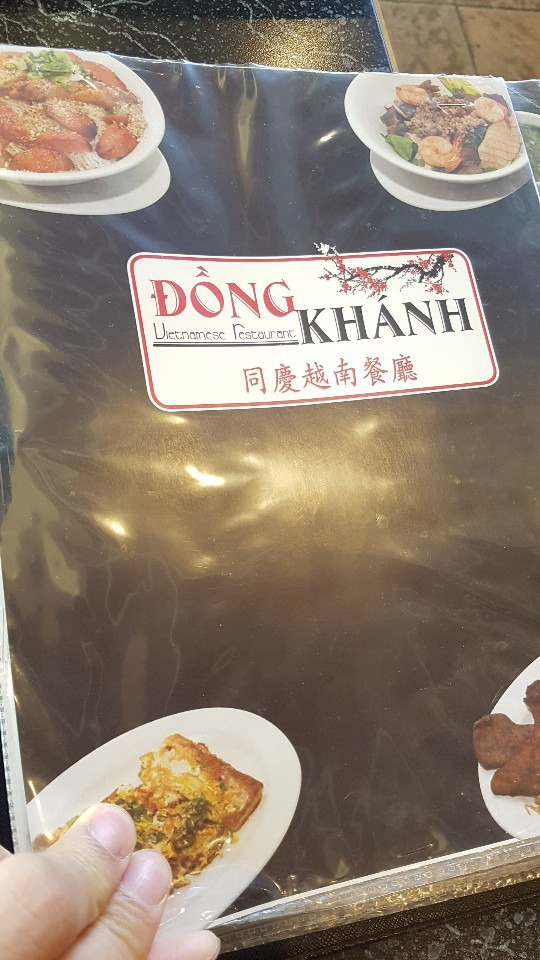 ĐỒNG
Vietnamese restaurant
KHÁNH
同慶越南餐廳